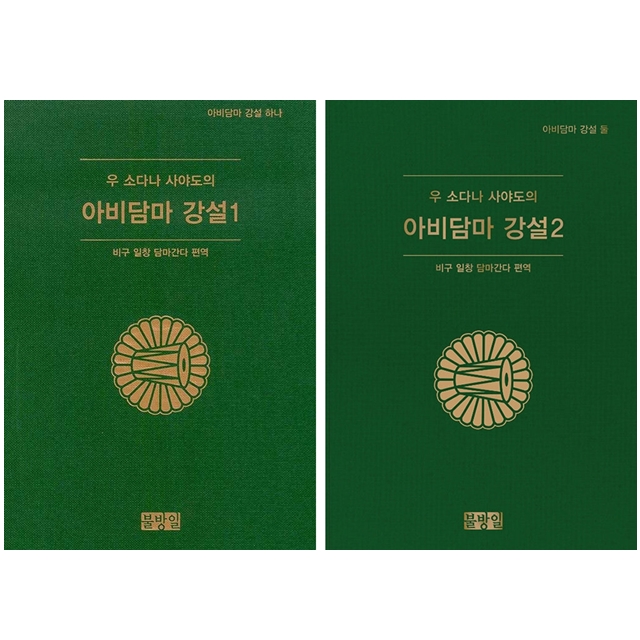 아비담마 강설 하나
우 소다나 사야도의
아비담마 강설1
비구 일창 담마간다 편역
불방일
아비담마 강설 둘
우 소다나 사야도의
아비담마 강설2
비구 일창 담마간다 편역
불방일